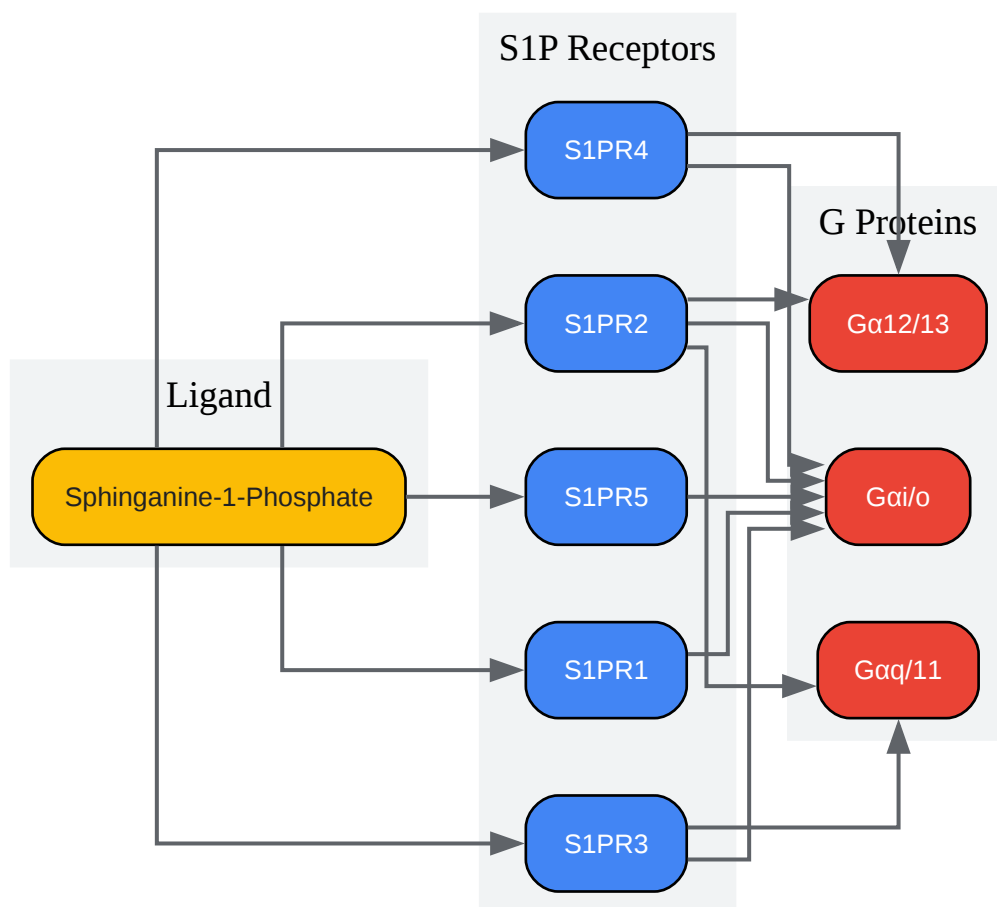 S1P Receptors
S1PR4
G Proteins
S1PR2
Gα12/13
Ligand
Sphinganine-1-Phosphate
S1PR5
Gαi/o
S1PR1
Gαq/11
S1PR3